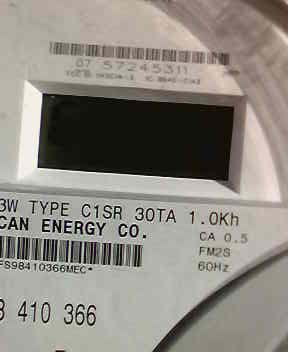 07 57245311
3W TYPE C1SR 30TA 1.0Kh
CAN ENERGY CO.
CA 0.5
FM2S
60Hz
FS98410366MEC*
8 410 366